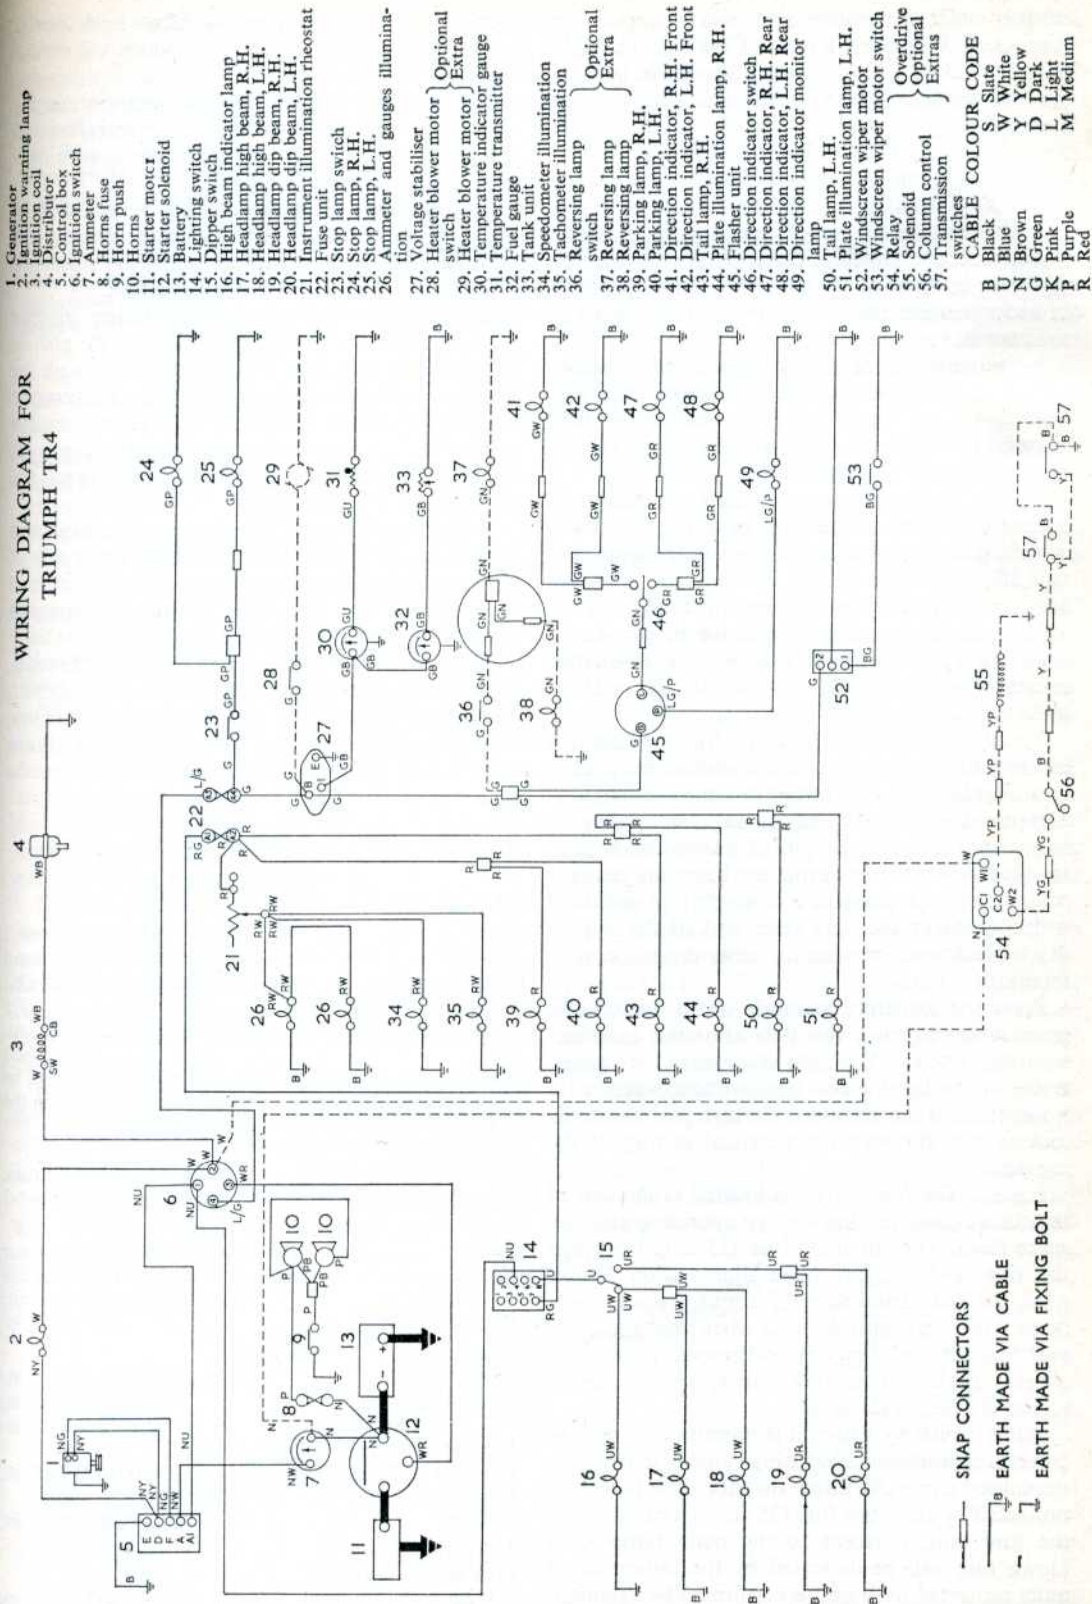 WIRING DIAGRAM FOR
TRIUMPH TR4
1. Generator
2. Ignition warning lamp
3. Ignition coil
4. Distributor
5. Control box
6. Ignition switch
7. Ammeter
8. Horns fuse
9. Horn push
10. Horns
11. Starter motor
12. Starter solenoid
13. Battery
14. Lighting switch
15. Dipper switch
16. High beam indicator lamp
17. Headlamp high beam, R.H.
18. Headlamp high beam, L.H.
19. Headlamp dip beam, R.H.
20. Headlamp dip beam, L.H.
21. Instrument illumination rheostat
22. Fuse unit
23. Stop lamp switch
24. Stop lamp, R.H.
25. Stop lamp, L.H.
26. Ammeter and gauges illumina-
tion
27. Voltage stabiliser
28. Heater blower motor switch } Optional
29. Heater blower motor } Extra
30. Temperature indicator gauge
31. Temperature transmitter
32. Fuel gauge
33. Tank unit
34. Speedometer illumination
35. Tachometer illumination
36. Reversing lamp switch } Optional
37. Reversing lamp } Extra
38. Reversing lamp
39. Parking lamp, R.H.
40. Parking lamp, L.H.
41. Direction indicator, R.H. Front
42. Direction indicator, L.H. Front
43. Tail lamp, R.H.
44. Plate illumination lamp, R.H.
45. Flasher unit
46. Direction indicator switch
47. Direction indicator, R.H. Rear
48. Direction indicator, L.H. Rear
49. Direction indicator monitor
lamp
50. Tail lamp, L.H.
51. Plate illumination lamp, L.H.
52. Windscreen wiper motor
53. Windscreen wiper motor switch
54. Relay } Overdrive
55. Solenoid } Optional
56. Column control } Extras
57. Transmission
switches
CABLE COLOUR CODE
B Black S Slate
U Blue W White
N Brown Y Yellow
G Green D Dark
K Pink L Light
P Purple M Medium
R Red
SNAP CONNECTORS
EARTH MADE VIA CABLE
EARTH MADE VIA FIXING BOLT